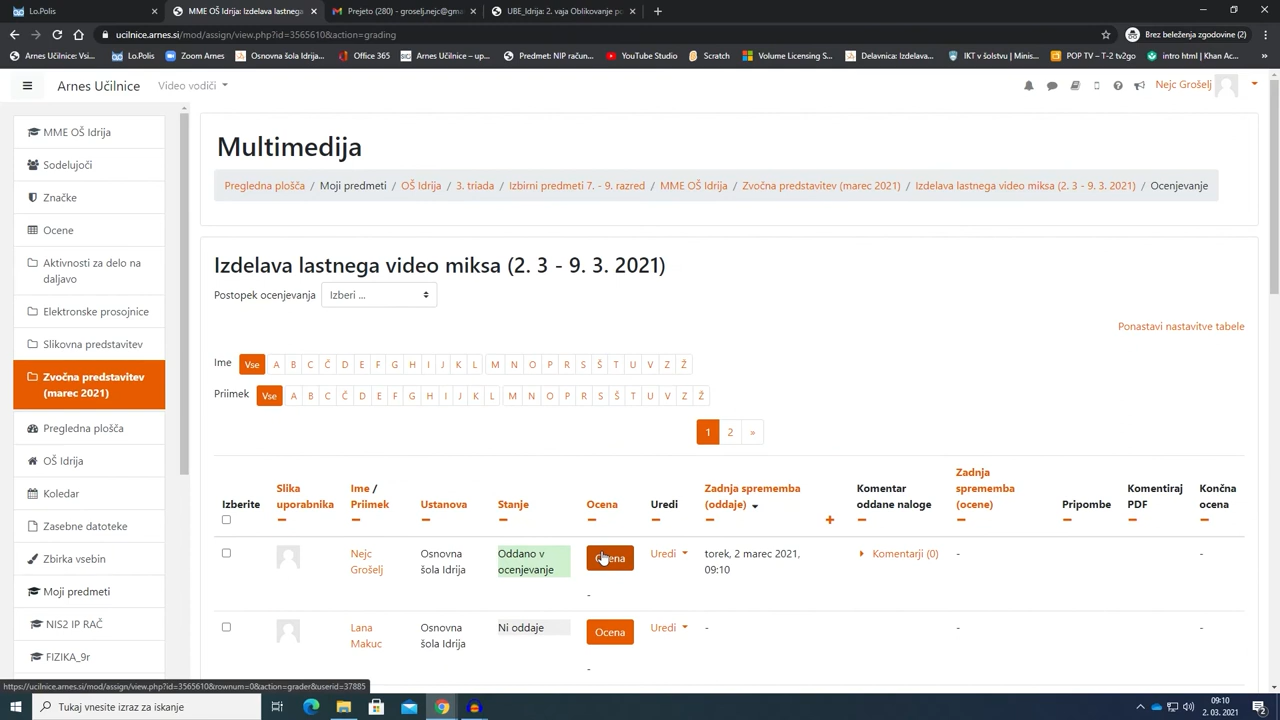 Lo.Polis
MME OŠ Idrija: Izdelava lastnega
Prejeto (280) - groselj.nejc@gma
UBE_Idrija: 2. vaja Oblikovanje po
ucilnice.arnes.si/mod/assign/view.php?id=3565610&action=grading
Brez beleženja zgodovine (2)
Arnes Učilnice: Vsi...
Lo.Polis
Zoom Arnes
Osnovna šola Idrija...
Office 365
Arnes Učilnice – up...
Predmet: NIP račun...
YouTube Studio
Scratch
Volume Licensing...
Delavnica: Izdelava...
IKT v šolstvu | Minis...
POP TV – P-2 tv2go
intro html | Khan Ac...
Arnes Učilnice
Video vodiči
Nejc Grošelj
MME OŠ Idrija
Sodelujoči
Značke
Ocene
Aktivnosti za delo na
daljavo
Elektronske prosojnice
Slikovna predstavitev
Zvočna predstavitev
(marec 2021)
Pregledna plošča
OŠ Idrija
Koledar
Zasebne datoteke
Zbirka vsebin
Moji predmeti
NIS2 IP RAČ
FIZIKA_9r
Multimedija
Pregledna plošča / Moji predmeti / OŠ Idrija / 3. triada / Izbirni predmeti 7. - 9. razred / MME OŠ Idrija / Zvočna predstavitev (marec 2021) / Izdelava lastnega video miksa (2. 3 - 9. 3. 2021) / Ocenjevanje
Izdelava lastnega video miksa (2. 3 - 9. 3. 2021)
Postopek ocenjevanja Izberi ...
Ponastavi nastavitve tabele
Ime Vse A B C Č D E F G H I J K L M N O P R S Š T U V Z Ž
Priimek Vse A B C Č D E F G H I J K L M N O P R S Š T U V Z Ž
1 2 »
Izberite
Slika
uporabnika
Ime /
Priimek
Ustanova
Stanje
Ocena
Uredi
Zadnja sprememba
(oddaje)
Komentar
oddane naloge
Zadnja
sprememba
(ocene)
Pripombe
Komentiraj
PDF
Končna
ocena
Nejc
Grošelj
Osnovna
šola Idrija
Oddano v
ocenjevanje
Ocena
-
Uredi
torek, 2 marec 2021,
09:10
Komentarji (0)
-
-
Lana
Makuc
Osnovna
šola Idrija
Ni oddaje
Ocena
-
Uredi
-
-
-
https://ucilnice.arnes.si/mod/assign/view.php?id=3565610&rownum=0&action=grader&userid=37885
Tukaj vnesite izraz za iskanje
09:10
2. 03. 2021
2